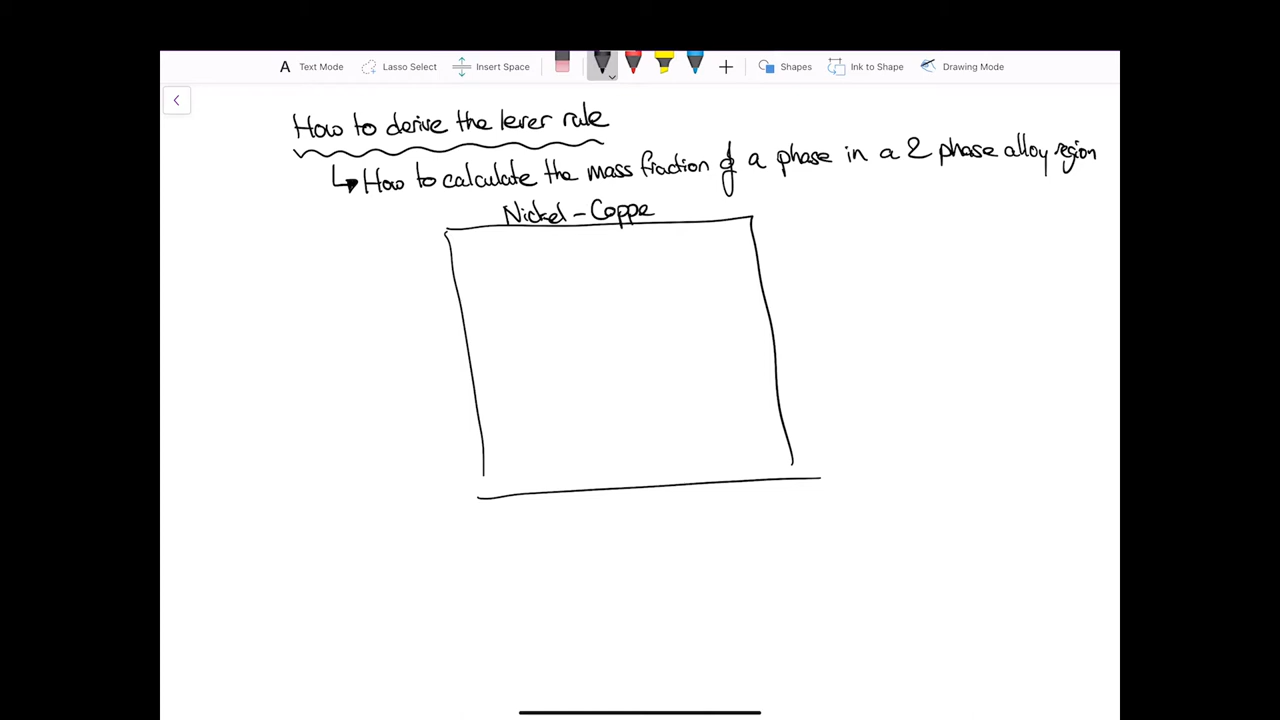 A Text Mode Lasso Select Insert Space Shapes Ink to Shape Drawing Mode
How to derive the lever rule
How to calculate the mass fraction of a phase in a 2 phase alloy region
Nickel - Coppe